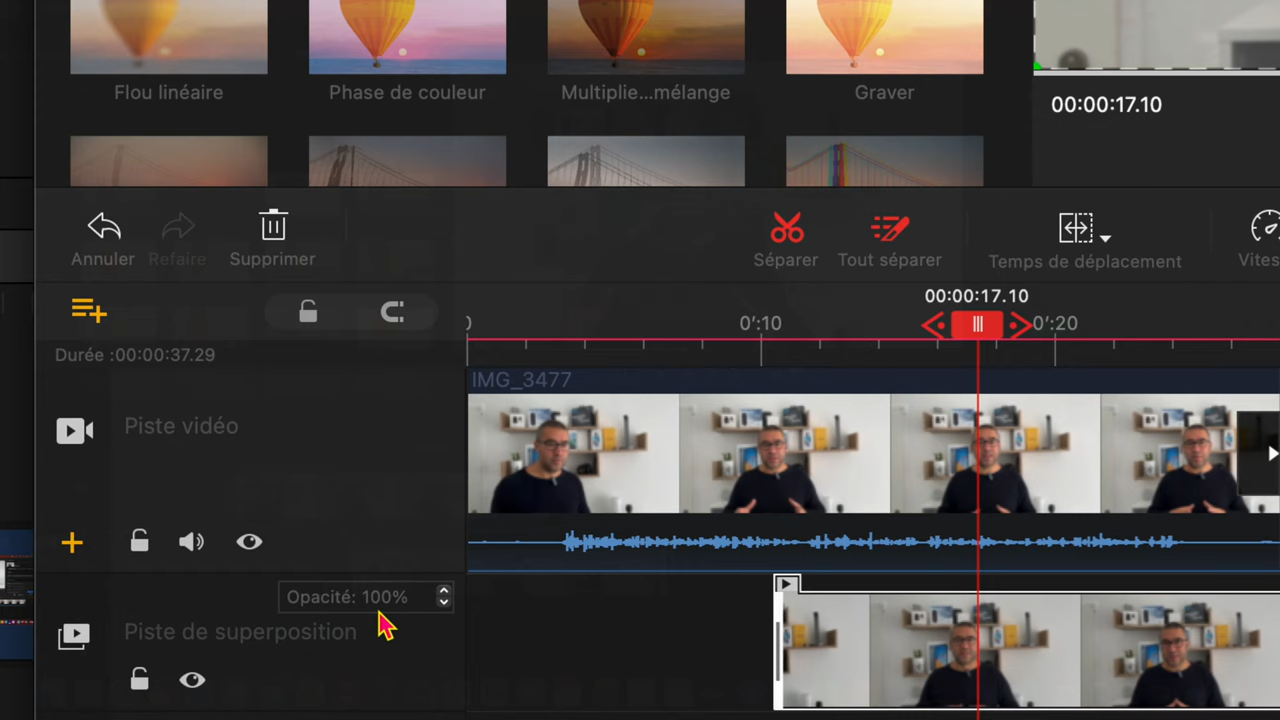 Flou linéaire
Phase de couleur
Multiplie...mélange
Graver
00:00:17.10
Annuler
Refaire
Supprimer
Séparer
Tout séparer
Temps de déplacement
Vites
00:00:17.10
0
0':10
0':20
Durée :00:00:37.29
IMG_3477
Piste vidéo
Opacité: 100%
Piste de superposition